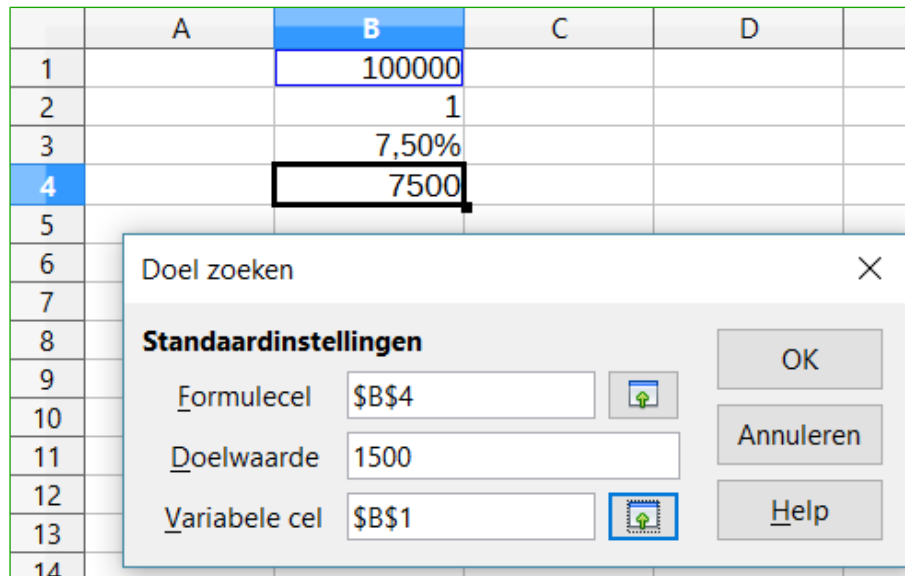 A B C D
1 100000
2 1
3 7,50%
4 7500
5
6
7
8
9
10
11
12
13
14
Doel zoeken
Standaardinstellingen
Formulecel $B$4
Doelwaarde 1500
Variabele cel $B$1
OK
Annuleren
Help